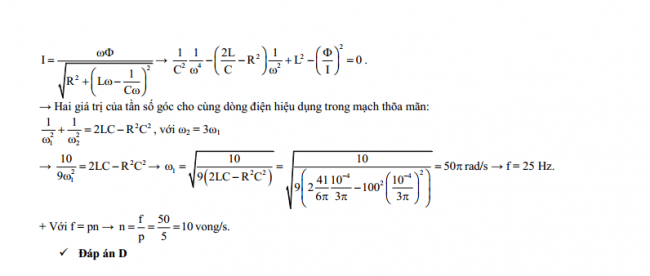 I = ωΦ / √(R² + (Lω − 1/Cω)²) → 1/C² 1/ω⁴ − (2L/C − R²) 1/ω² + L² − (Φ/I)² = 0 .
→ Hai giá trị của tần số góc cho cùng dòng điện hiệu dụng trong mạch thõa mãn:
1/ω₁² + 1/ω₂² = 2LC − R²C² , với ω₂ = 3ω₁
→ 10/9ω₁² = 2LC − R²C² → ω₁ = √(10 / 9(2LC − R²C²)) = √(10 / 9(2 41/6π 10⁻⁴/3π − 100² (10⁻⁴/3π)²)) = 50π rad/s → f = 25 Hz.
+ Với f = pn → n = f/p = 50/5 = 10 vong/s.
✓ Đáp án D